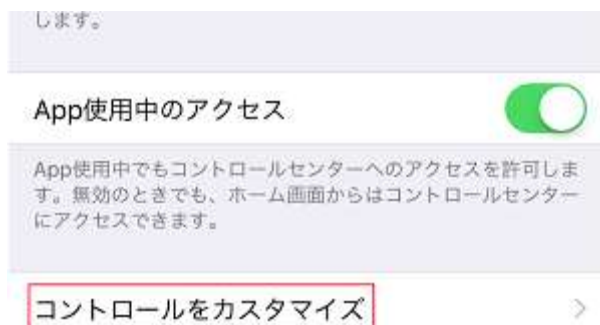 します。
App使用中のアクセス
App使用中でもコントロールセンターへのアクセスを許可しま
す。無効のときでも、ホーム画面からはコントロールセンター
にアクセスできます。
コントロールをカスタマイズ